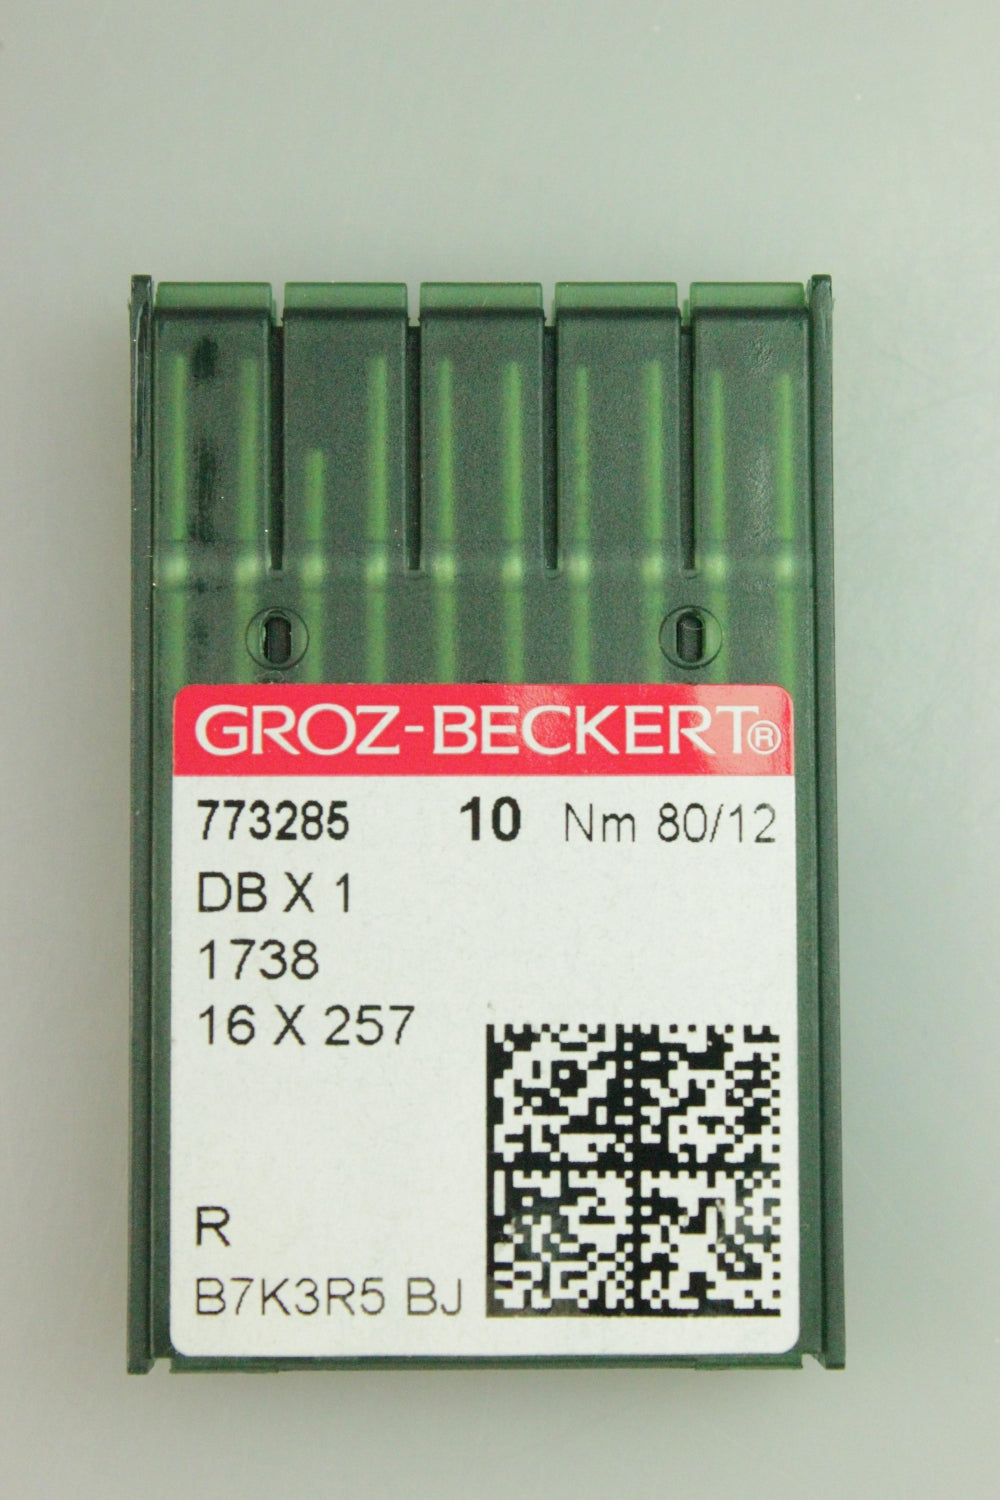 GROZ-BECKERT®
773285 10 Nm 80/12
DB X 1
1738
16 X 257
R
B7K3R5 BJ